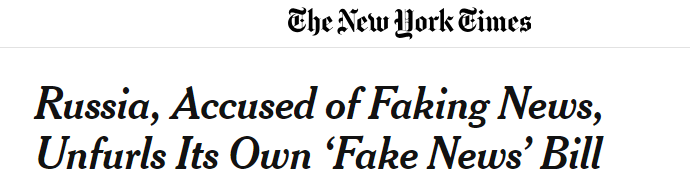 The New York Times
Russia, Accused of Faking News,
Unfurls Its Own ‘Fake News’ Bill